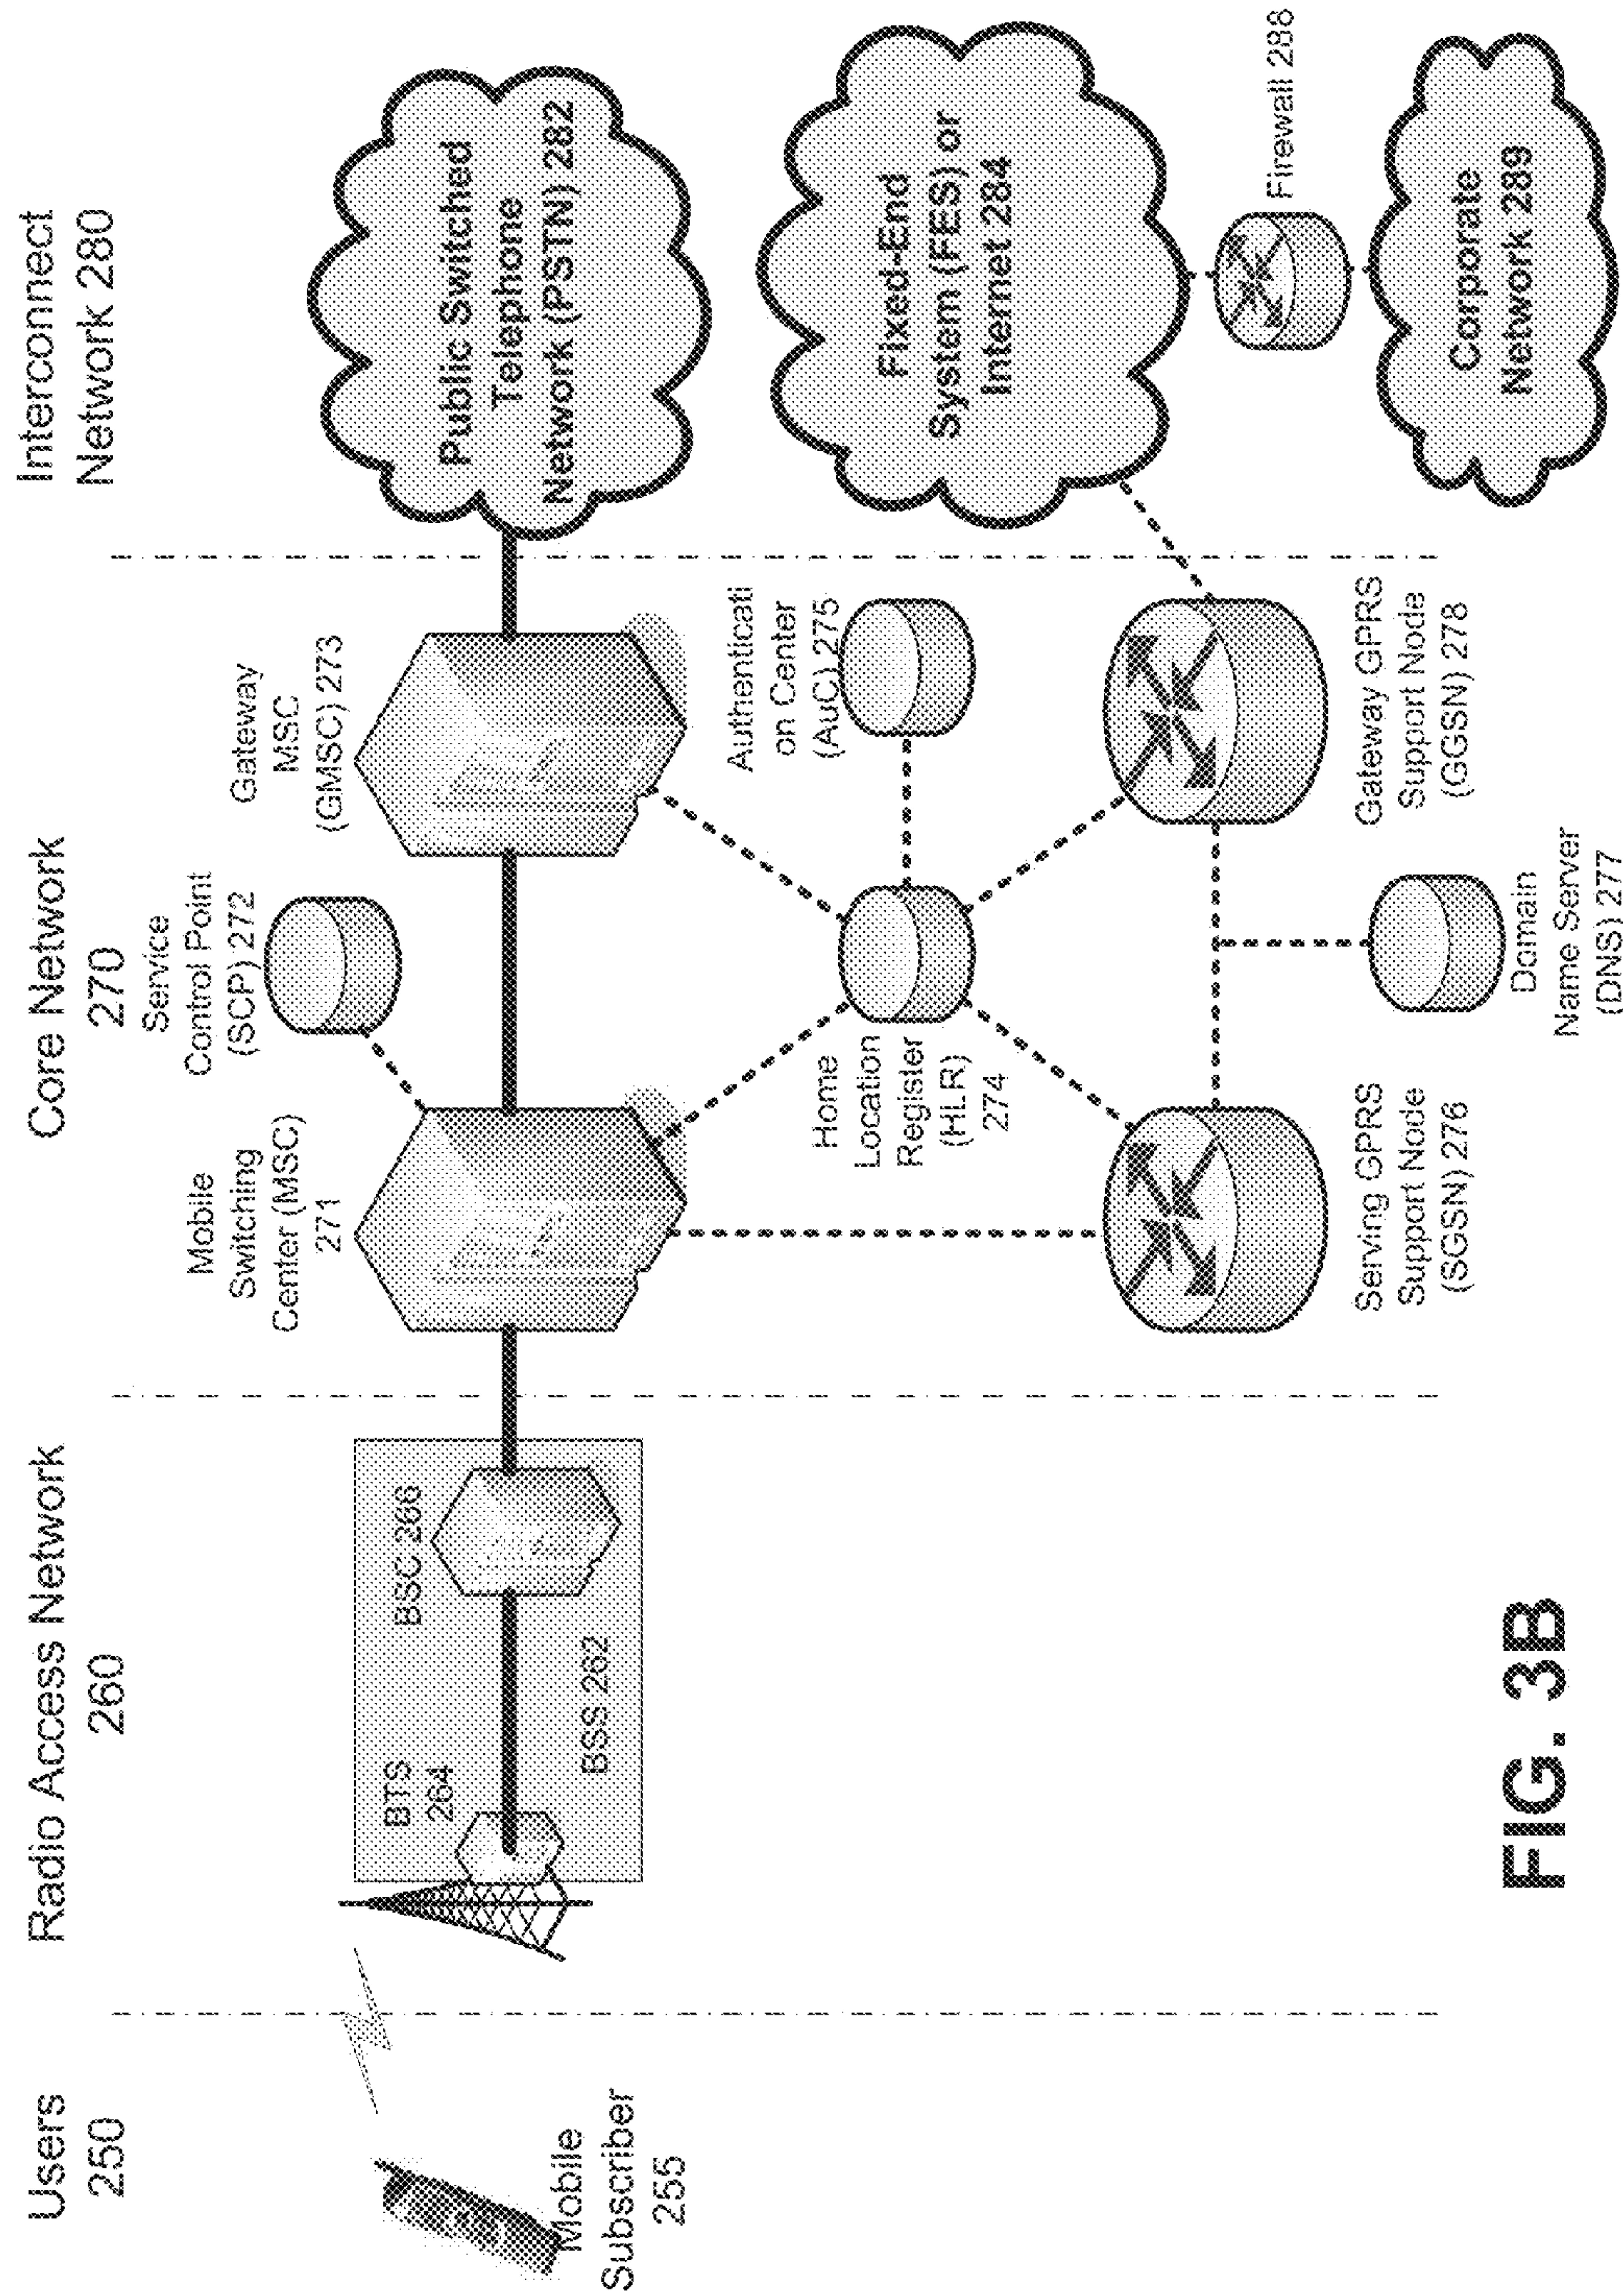 Users
250
Radio Access Network
260
Core Network
270
Interconnect
Network 280
Mobile
Subscriber
255
BTS
264
BSC 266
BSS 262
Mobile
Switching
Center (MSC)
271
Service
Control Point
(SCP) 272
Gateway
MSC
(GMSC) 273
Public Switched
Telephone
Network (PSTN) 282
Home
Location
Register
(HLR)
274
Authenticati
on Center
(AuC) 275
Fixed-End
System (FES) or
Internet 284
Serving GPRS
Support Node
(SGSN) 276
Domain
Name Server
(DNS) 277
Gateway GPRS
Support Node
(GGSN) 278
Firewall 288
Corporate
Network 289
FIG. 3B